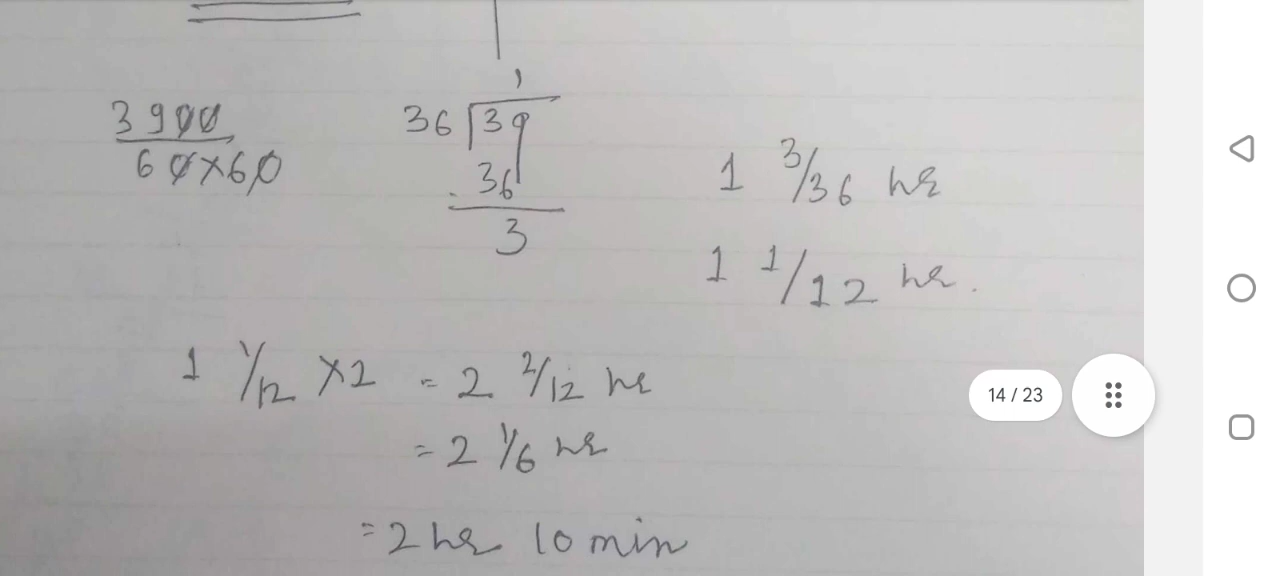 3900
60×60
1
36 39
36
3
1 3/36 hr
1 1/12 hr.
1 1/12 × 2 = 2 2/12 hr
= 2 1/6 hr
= 2 hr 10 min
14 / 23